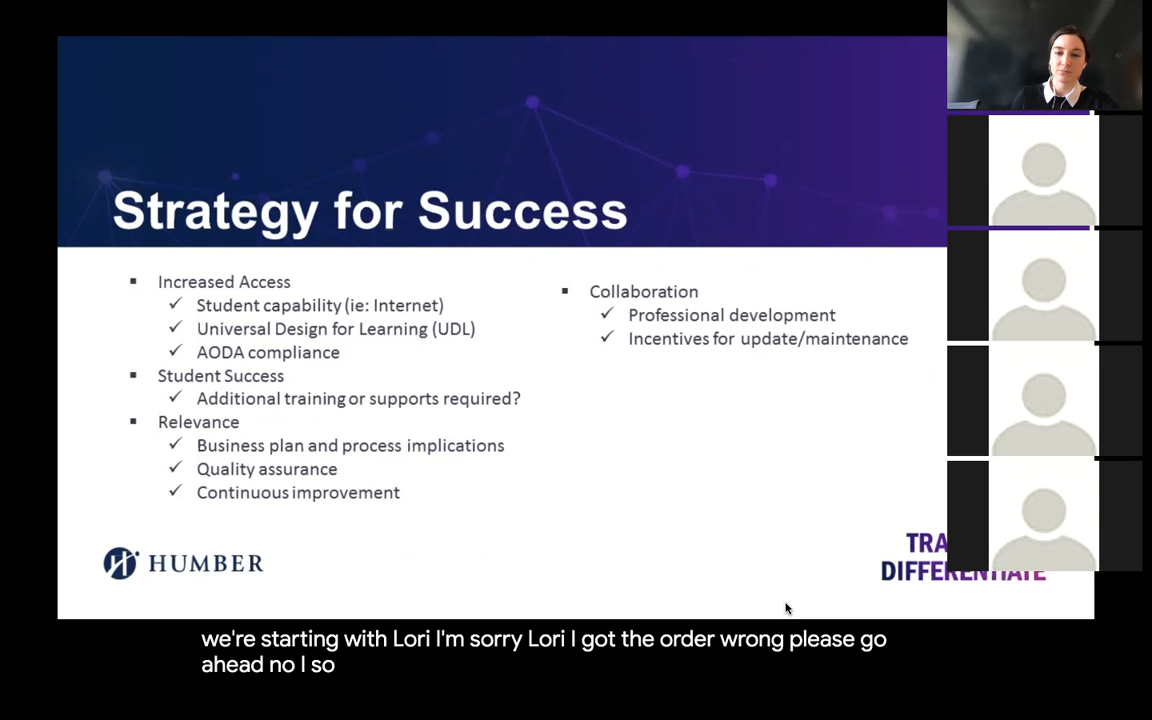 Strategy for Success
Increased Access
Student capability (ie: Internet)
Universal Design for Learning (UDL)
AODA compliance
Student Success
Additional training or supports required?
Relevance
Business plan and process implications
Quality assurance
Continuous improvement
Collaboration
Professional development
Incentives for update/maintenance
HUMBER
TRA
DIFFERENTIATE
we're starting with Lori I'm sorry Lori I got the order wrong please go
ahead no I so